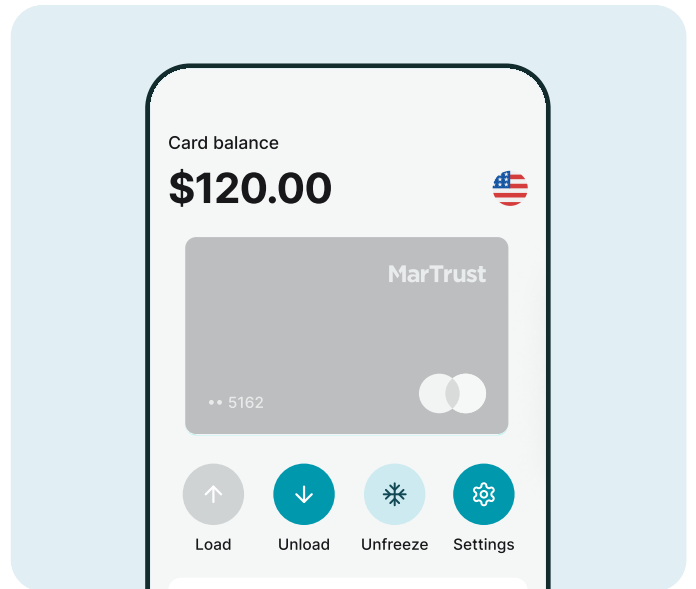 Card balance
$120.00
MarTrust
•• 5162
Load Unload Unfreeze Settings